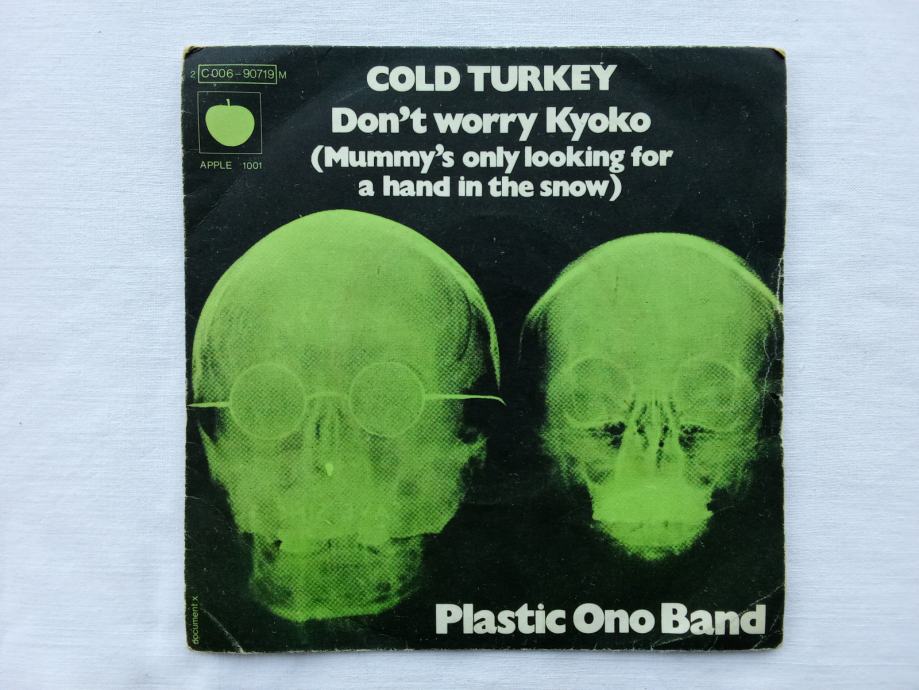 2 C 006-90719 M
APPLE 1001
COLD TURKEY
Don't worry Kyoko
(Mummy's only looking for
a hand in the snow)
Plastic Ono Band
document x